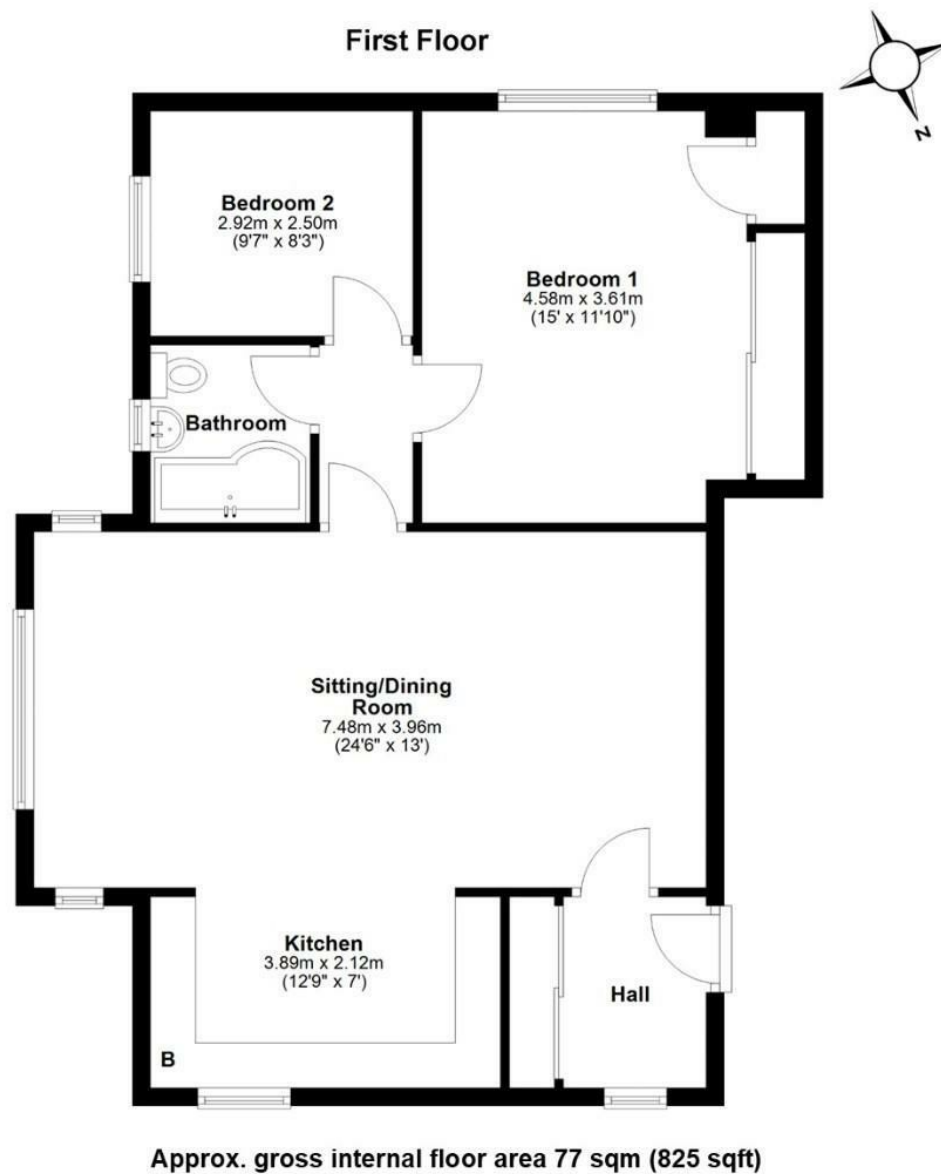 First Floor
N
Bedroom 2
2.92m x 2.50m
(9'7" x 8'3")
Bedroom 1
4.58m x 3.61m
(15' x 11'10")
Bathroom
Sitting/Dining
Room
7.48m x 3.96m
(24'6" x 13')
Kitchen
3.89m x 2.12m
(12'9" x 7')
Hall
B
Approx. gross internal floor area 77 sqm (825 sqft)